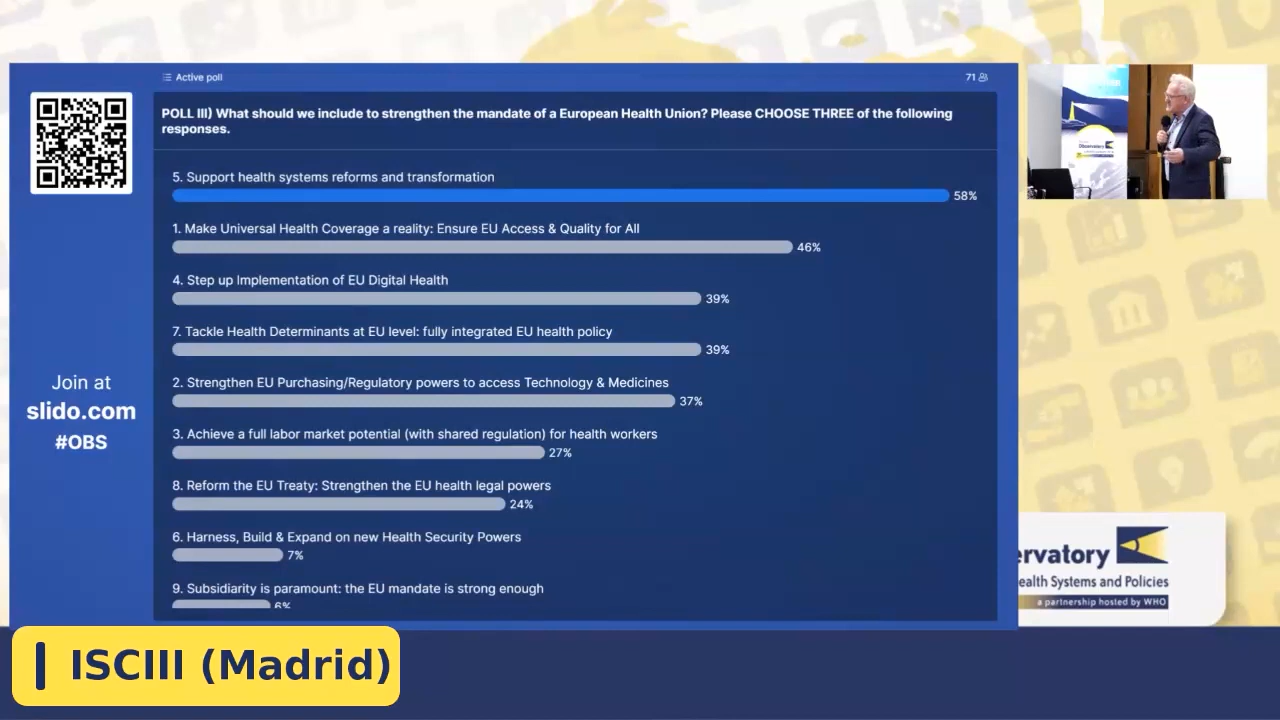 Active poll
71
POLL III) What should we include to strengthen the mandate of a European Health Union? Please CHOOSE THREE of the following
responses.
5. Support health systems reforms and transformation
58%
1. Make Universal Health Coverage a reality: Ensure EU Access & Quality for All
46%
4. Step up Implementation of EU Digital Health
39%
7. Tackle Health Determinants at EU level: fully integrated EU health policy
39%
2. Strengthen EU Purchasing/Regulatory powers to access Technology & Medicines
37%
3. Achieve a full labor market potential (with shared regulation) for health workers
27%
8. Reform the EU Treaty: Strengthen the EU health legal powers
24%
6. Harness, Build & Expand on new Health Security Powers
7%
9. Subsidiarity is paramount: the EU mandate is strong enough
6%
Join at
slido.com
#OBS
Observatory
ervatory
ealth Systems and Policies
a partnership hosted by WHO
ISCIII (Madrid)